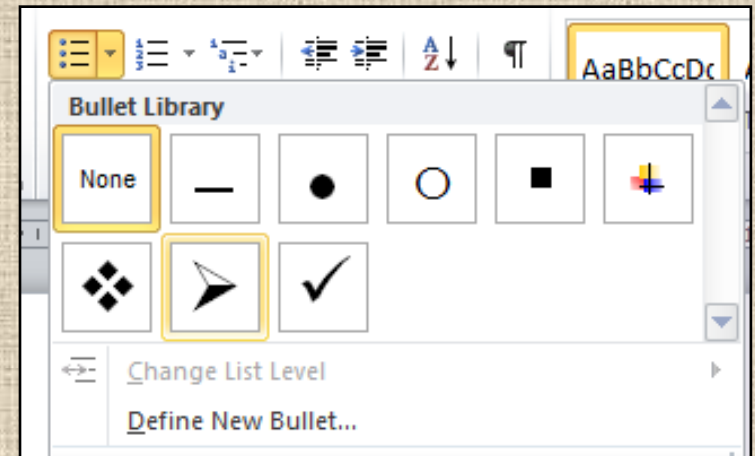 AaBbCcDc
Bullet Library
None
Change List Level
Define New Bullet...